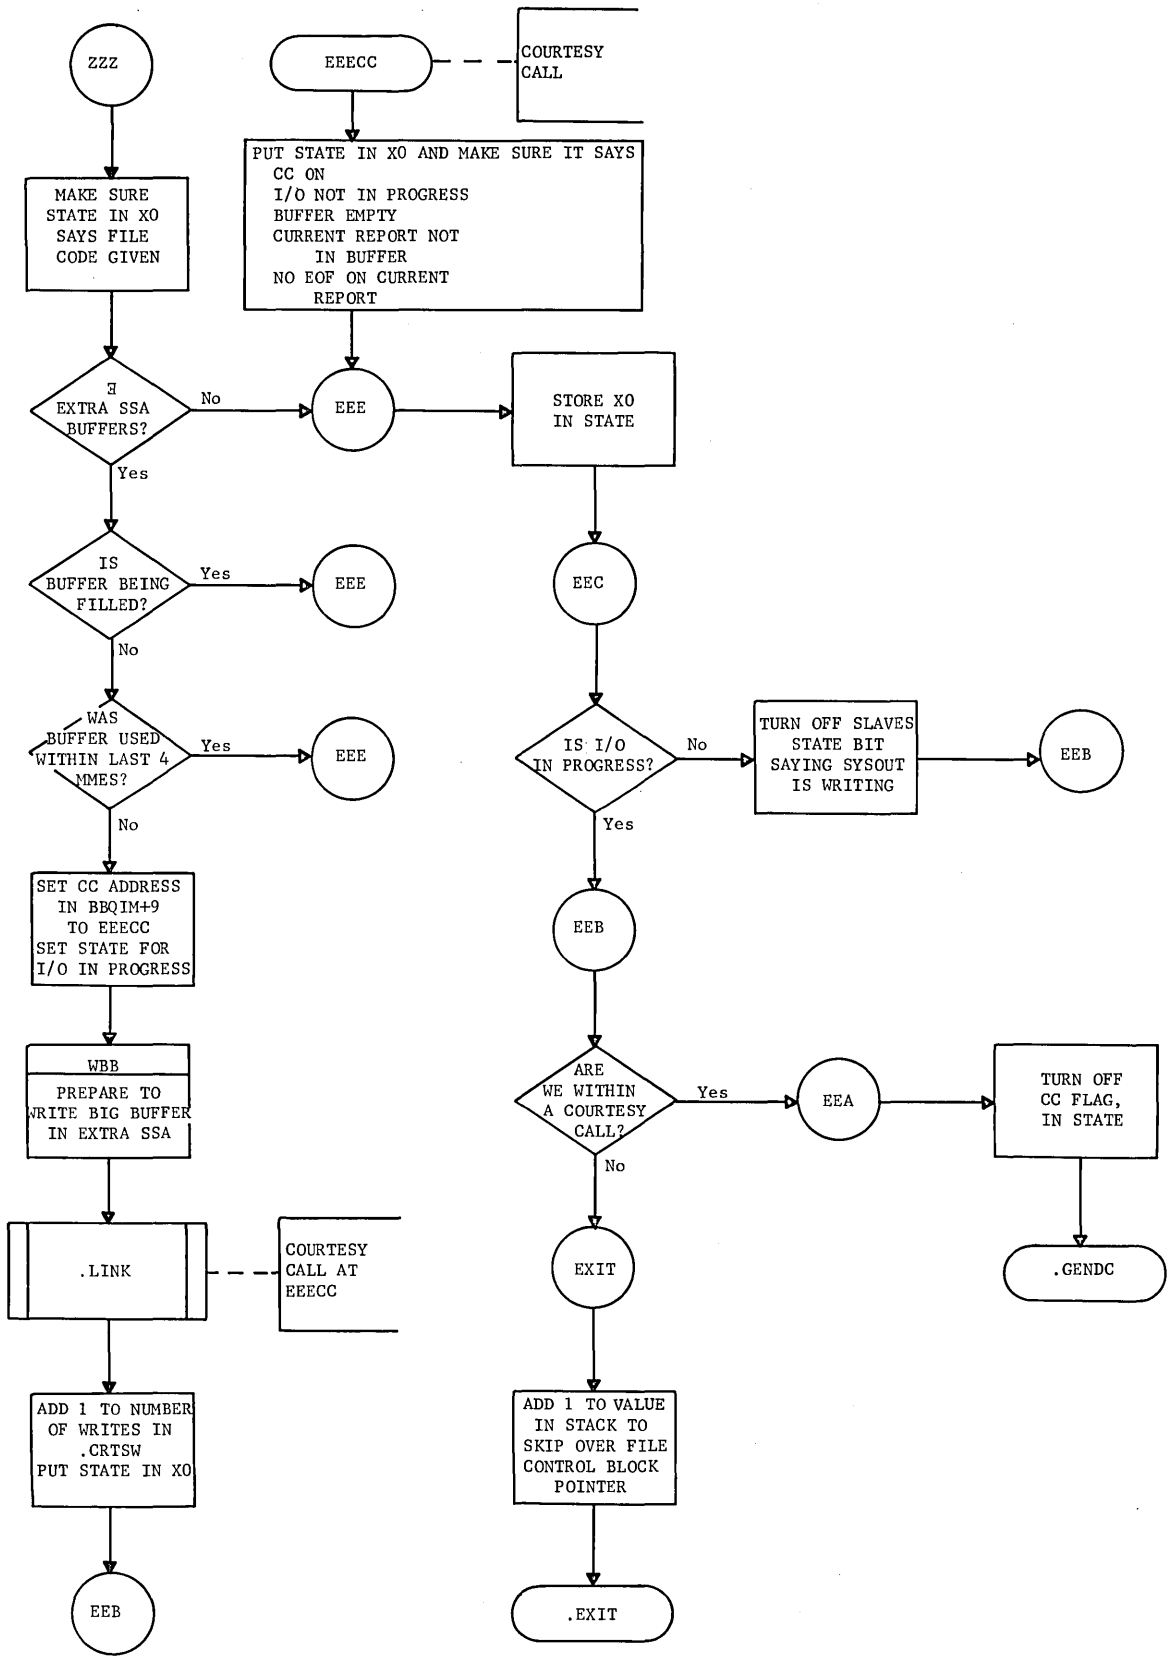 ZZZ
MAKE SURE
STATE IN X0
SAYS FILE
CODE GIVEN
∃
EXTRA SSA
BUFFERS?
No
Yes
IS
BUFFER BEING
FILLED?
Yes
EEE
No
WAS
BUFFER USED
WITHIN LAST 4
MMES?
Yes
EEE
No
SET CC ADDRESS
IN BBQIM+9
TO EEECC
SET STATE FOR
I/O IN PROGRESS
WBB
PREPARE TO
WRITE BIG BUFFER
IN EXTRA SSA
.LINK
COURTESY
CALL AT
EEECC
ADD 1 TO NUMBER
OF WRITES IN
.CRTSW
PUT STATE IN X0
EEB
EEECC
COURTESY
CALL
PUT STATE IN X0 AND MAKE SURE IT SAYS
CC ON
I/O NOT IN PROGRESS
BUFFER EMPTY
CURRENT REPORT NOT
IN BUFFER
NO EOF ON CURRENT
REPORT
EEE
STORE X0
IN STATE
EEC
IS I/O
IN PROGRESS?
No
TURN OFF SLAVES
STATE BIT
SAYING SYSOUT
IS WRITING
EEB
Yes
EEB
ARE
WE WITHIN
A COURTESY
CALL?
Yes
EEA
TURN OFF
CC FLAG,
IN STATE
.GENDC
No
EXIT
ADD 1 TO VALUE
IN STACK TO
SKIP OVER FILE
CONTROL BLOCK
POINTER
.EXIT